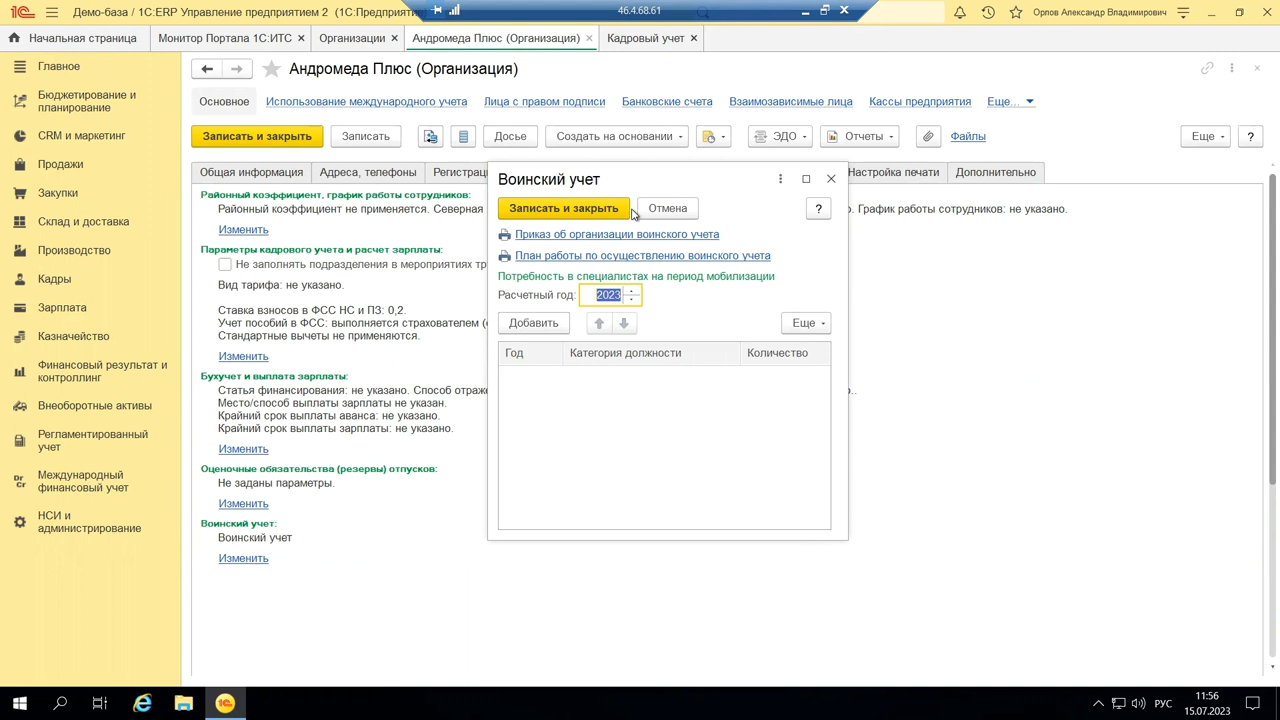 Демо-база / 1С:ERP Управление предприятием 2 (1С:Предприяти
46.4.68.61
Орлов Александр Владимирович
Начальная страница
Монитор Портала 1С:ИТС
Организации
Андромеда Плюс (Организация)
Кадровый учет
Главное
Бюджетирование и
планирование
CRM и маркетинг
Продажи
Закупки
Склад и доставка
Производство
Кадры
Зарплата
Казначейство
Финансовый результат и
контроллинг
Внеоборотные активы
Регламентированный
учет
Международный
финансовый учет
НСИ и
администрирование
Андромеда Плюс (Организация)
Основное
Использование международного учета
Лица с правом подписи
Банковские счета
Взаимозависимые лица
Кассы предприятия
Еще...
Записать и закрыть
Записать
Досье
Создать на основании
ЭДО
Отчеты
Файлы
Еще
?
Общая информация
Адреса, телефоны
Регистрац
Настройка печати
Дополнительно
Районный коэффициент, график работы сотрудников:
Районный коэффициент не применяется. Северная
о. График работы сотрудников: не указано.
Изменить
Параметры кадрового учета и расчет зарплаты:
Не заполнять подразделения в мероприятиях тр
Вид тарифа: не указано.
Ставка взносов в ФСС НС и ПЗ: 0,2.
Учет пособий в ФСС: выполняется страхователем (
Стандартные вычеты не применяются.
Изменить
Бухучет и выплата зарплаты:
Статья финансирования: не указано. Способ отраже
о..
Место/способ выплаты зарплаты не указан.
Крайний срок выплаты аванса: не указано.
Крайний срок выплаты зарплаты: не указано.
Изменить
Оценочные обязательства (резервы) отпусков:
Не заданы параметры.
Изменить
Воинский учет:
Воинский учет
Изменить
Воинский учет
Записать и закрыть
Отмена
?
Приказ об организации воинского учета
План работы по осуществлению воинского учета
Потребность в специалистах на период мобилизации
Расчетный год: 2023
Добавить
Еще
Год
Категория должности
Количество
РУС
11:56
15.07.2023